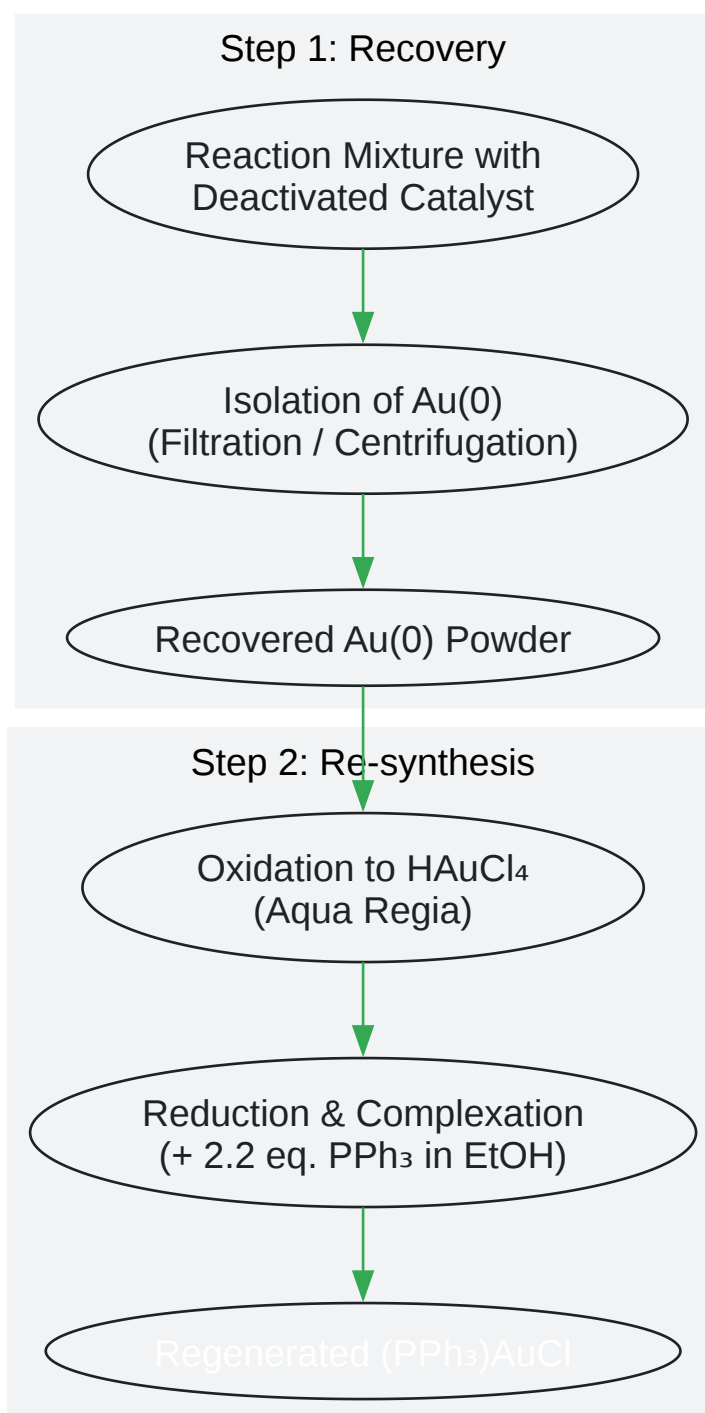 Step 1: Recovery
Reaction Mixture with
Deactivated Catalyst
Isolation of Au(0)
(Filtration / Centrifugation)
Recovered Au(0) Powder
Step 2: Re-synthesis
Oxidation to HAuCl₄
(Aqua Regia)
Reduction & Complexation
(+ 2.2 eq. PPh₃ in EtOH)
Regenerated (PPh₃)AuCl